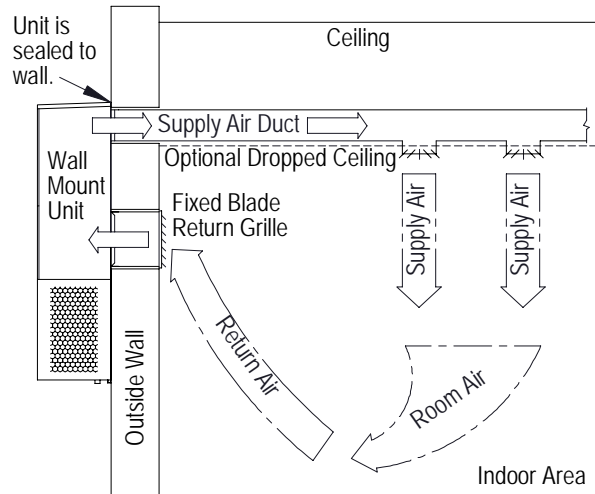 Unit is
sealed to
wall.
Ceiling
Supply Air Duct
Optional Dropped Ceiling
Wall
Mount
Unit
Fixed Blade
Return Grille
Supply Air
Supply Air
Return Air
Room Air
Outside Wall
Indoor Area